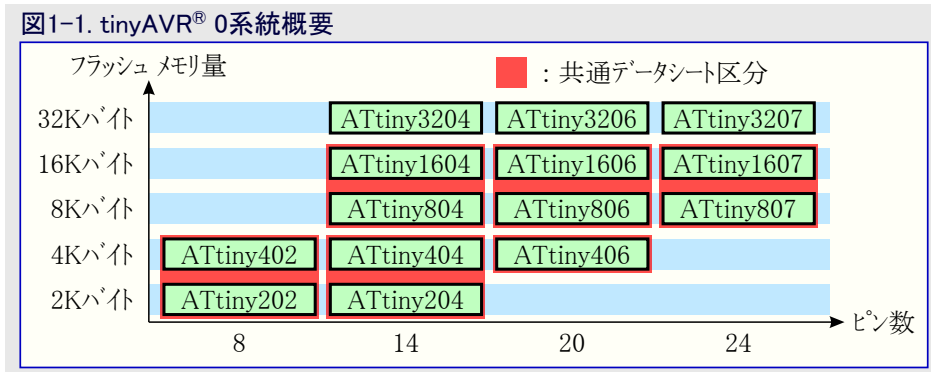 図1-1. tinyAVR® 0系統概要
フラッシュ メモリ量
: 共通データシート区分
32Kバイト ATtiny3204 ATtiny3206 ATtiny3207
16Kバイト ATtiny1604 ATtiny1606 ATtiny1607
8Kバイト ATtiny804 ATtiny806 ATtiny807
4Kバイト ATtiny402 ATtiny404 ATtiny406
2Kバイト ATtiny202 ATtiny204
ピン数
8 14 20 24